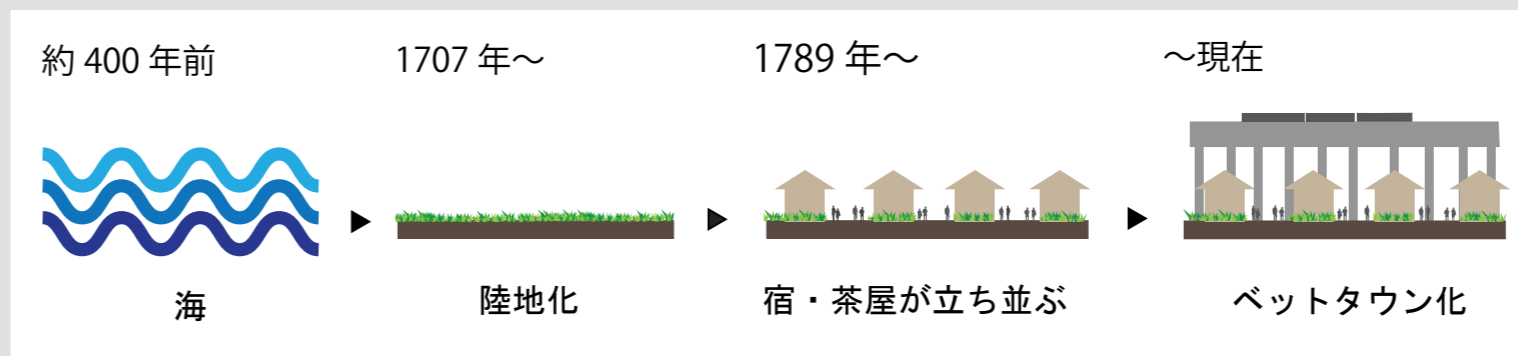 約 400 年前
1707 年〜
1789 年〜
〜現在
海
陸地化
宿・茶屋が立ち並ぶ
ベットタウン化